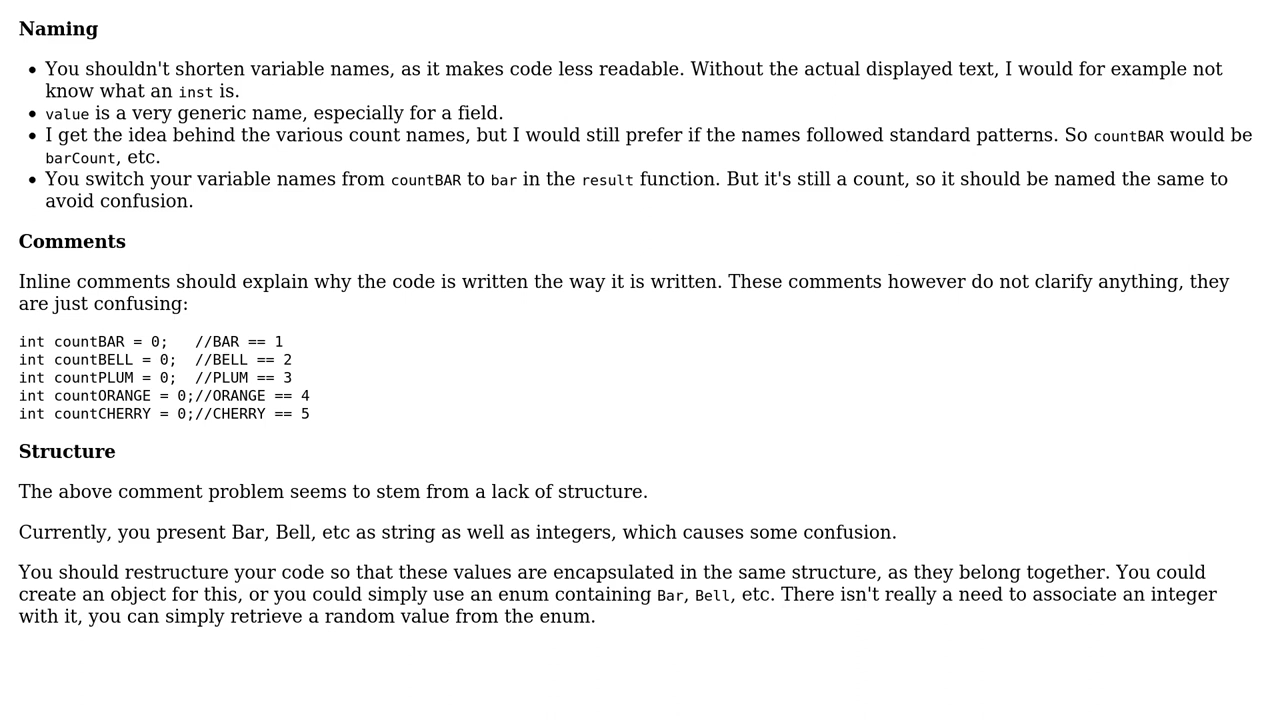 Naming
• You shouldn't shorten variable names, as it makes code less readable. Without the actual displayed text, I would for example not
know what an inst is.
• value is a very generic name, especially for a field.
• I get the idea behind the various count names, but I would still prefer if the names followed standard patterns. So countBAR would be
barCount, etc.
• You switch your variable names from countBAR to bar in the result function. But it's still a count, so it should be named the same to
avoid confusion.
Comments
Inline comments should explain why the code is written the way it is written. These comments however do not clarify anything, they
are just confusing:
int countBAR = 0;   //BAR == 1
int countBELL = 0;  //BELL == 2
int countPLUM = 0;  //PLUM == 3
int countORANGE = 0;//ORANGE == 4
int countCHERRY = 0;//CHERRY == 5
Structure
The above comment problem seems to stem from a lack of structure.
Currently, you present Bar, Bell, etc as string as well as integers, which causes some confusion.
You should restructure your code so that these values are encapsulated in the same structure, as they belong together. You could
create an object for this, or you could simply use an enum containing Bar, Bell, etc. There isn't really a need to associate an integer
with it, you can simply retrieve a random value from the enum.